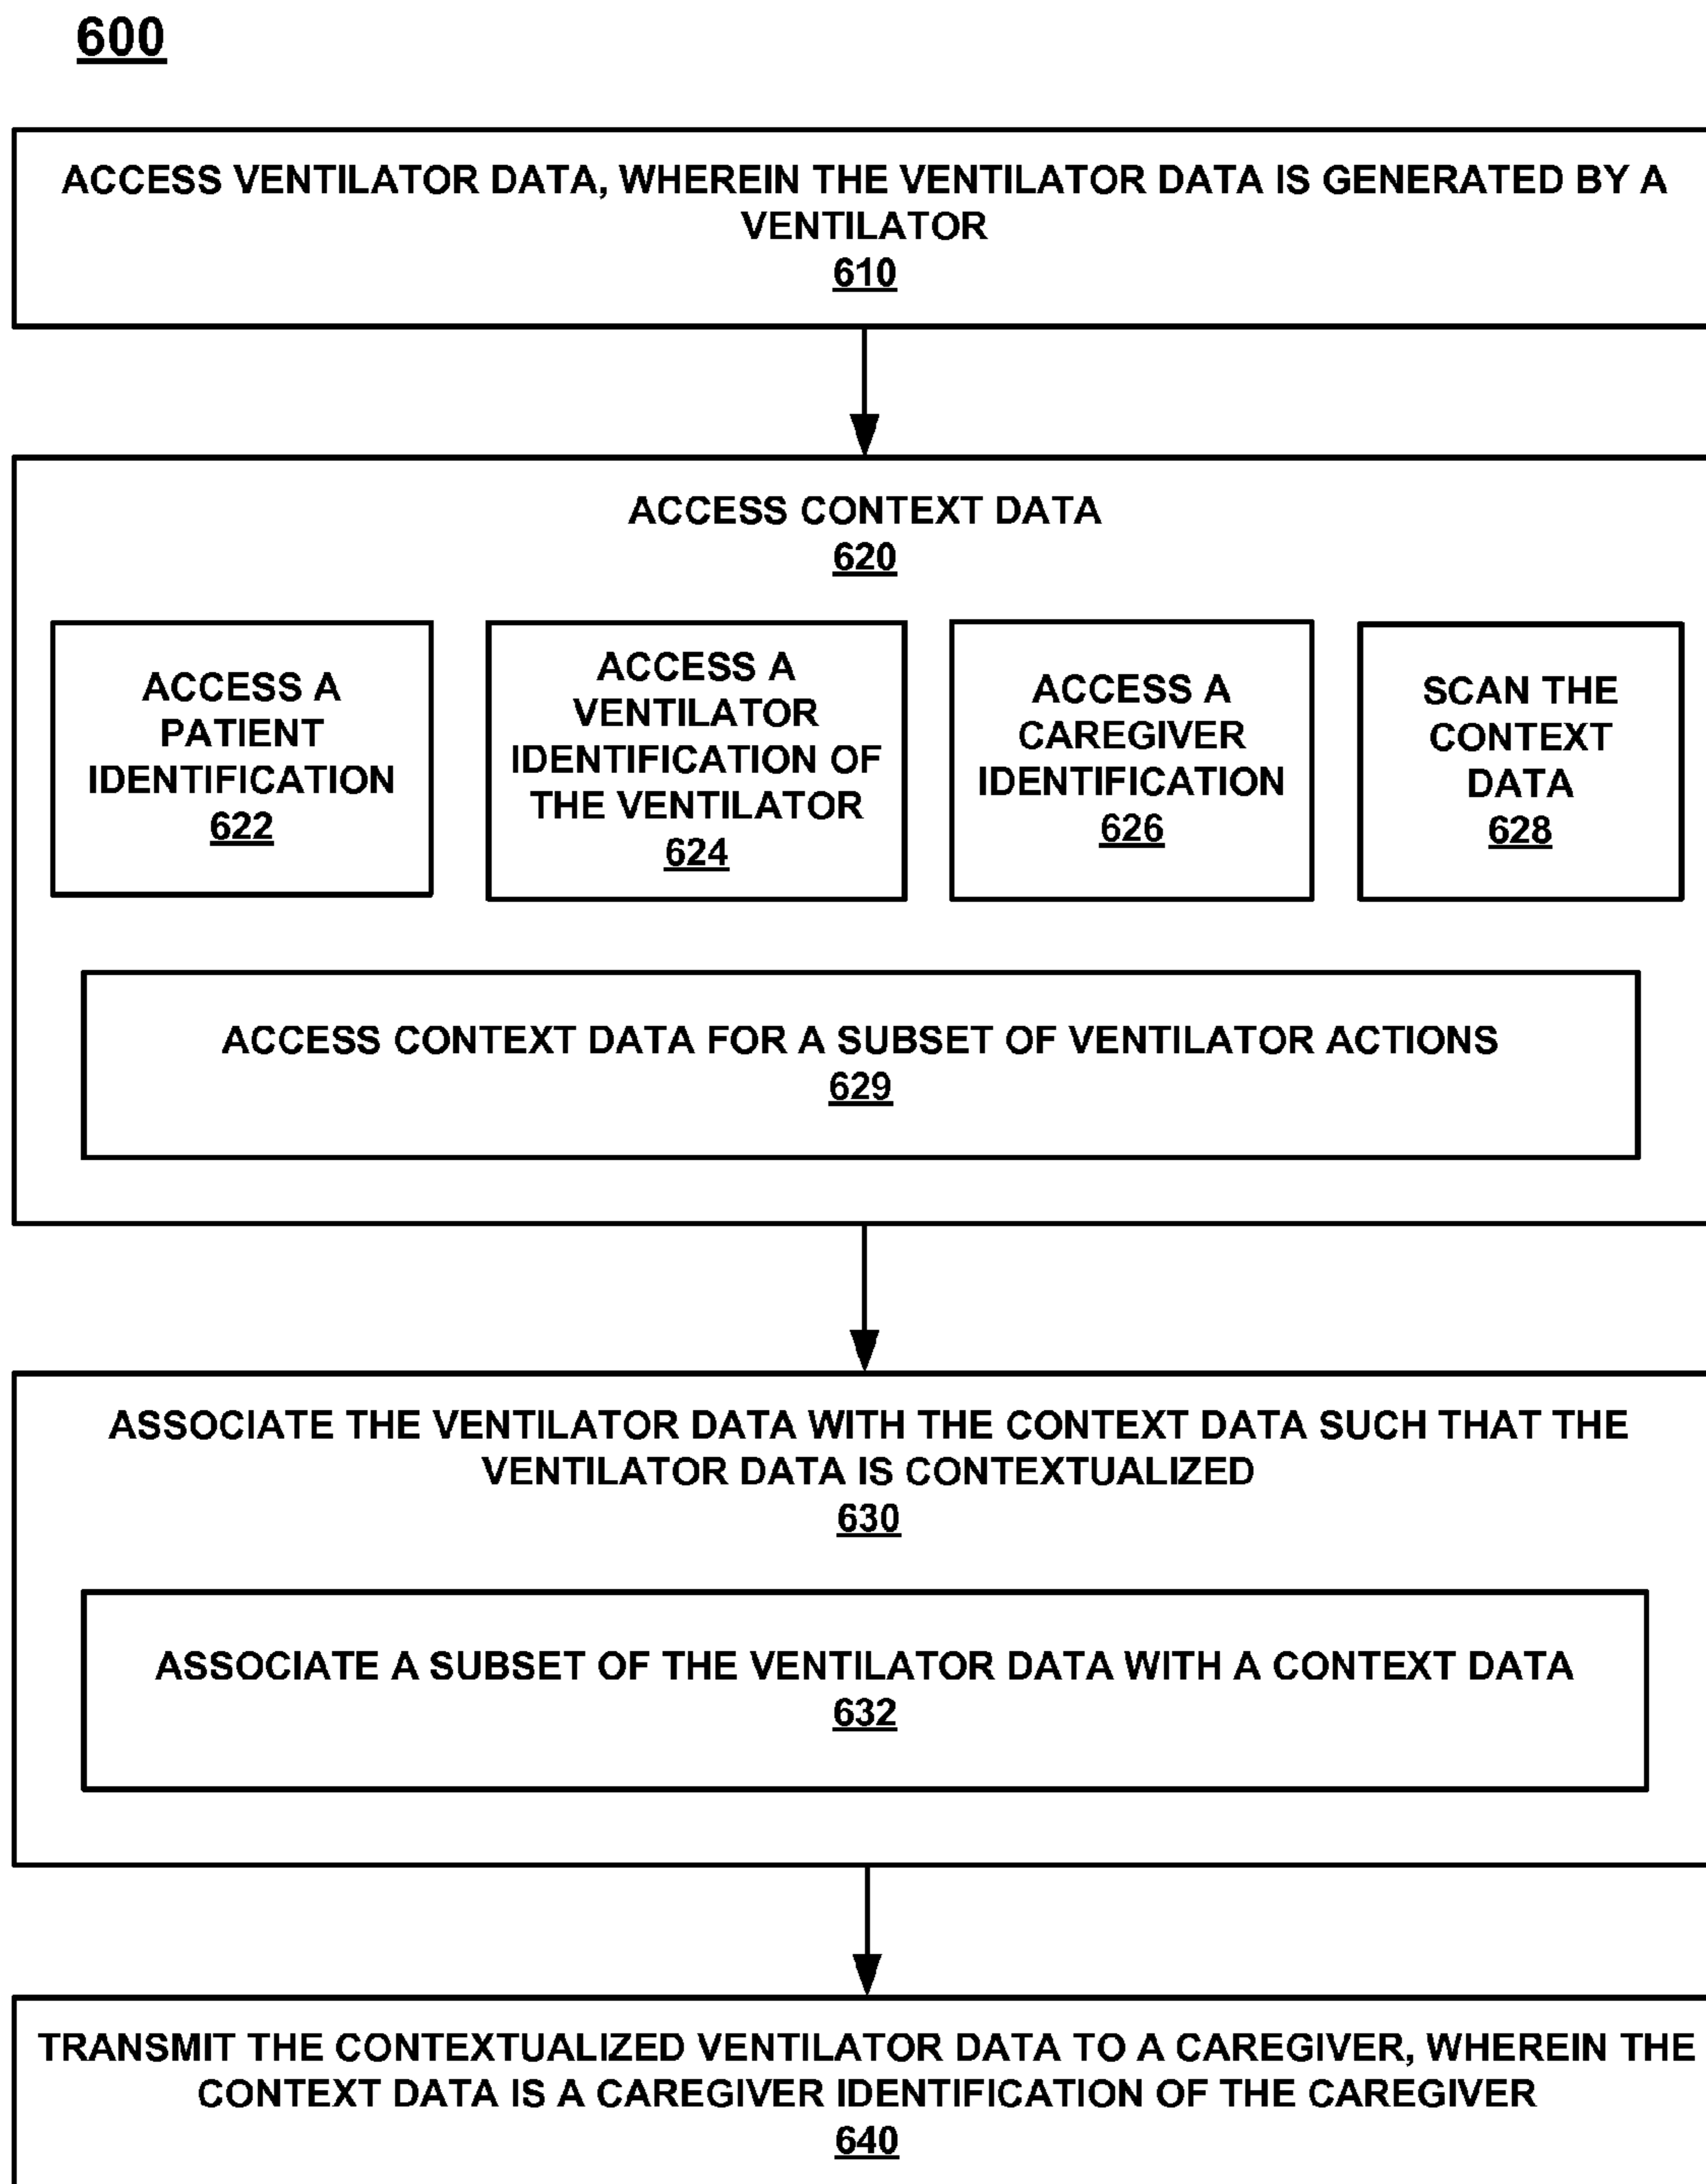 600
ACCESS VENTILATOR DATA, WHEREIN THE VENTILATOR DATA IS GENERATED BY A
VENTILATOR
610
ACCESS CONTEXT DATA
620
ACCESS A
PATIENT
IDENTIFICATION
622
ACCESS A
VENTILATOR
IDENTIFICATION OF
THE VENTILATOR
624
ACCESS A
CAREGIVER
IDENTIFICATION
626
SCAN THE
CONTEXT
DATA
628
ACCESS CONTEXT DATA FOR A SUBSET OF VENTILATOR ACTIONS
629
ASSOCIATE THE VENTILATOR DATA WITH THE CONTEXT DATA SUCH THAT THE
VENTILATOR DATA IS CONTEXTUALIZED
630
ASSOCIATE A SUBSET OF THE VENTILATOR DATA WITH A CONTEXT DATA
632
TRANSMIT THE CONTEXTUALIZED VENTILATOR DATA TO A CAREGIVER, WHEREIN THE
CONTEXT DATA IS A CAREGIVER IDENTIFICATION OF THE CAREGIVER
640